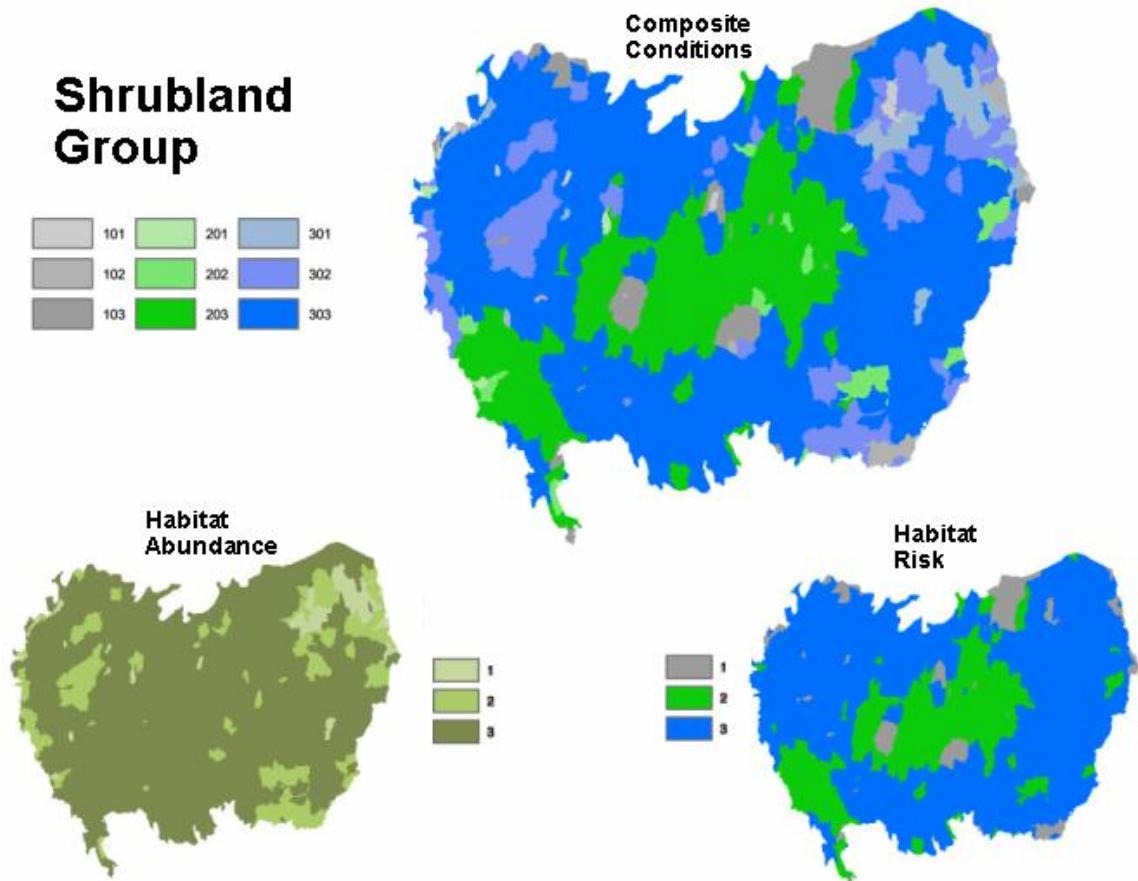 Composite
Conditions
Shrubland
Group
101 201 301
102 202 302
103 203 303
Habitat
Abundance
1
2
3
Habitat
Risk
1
2
3